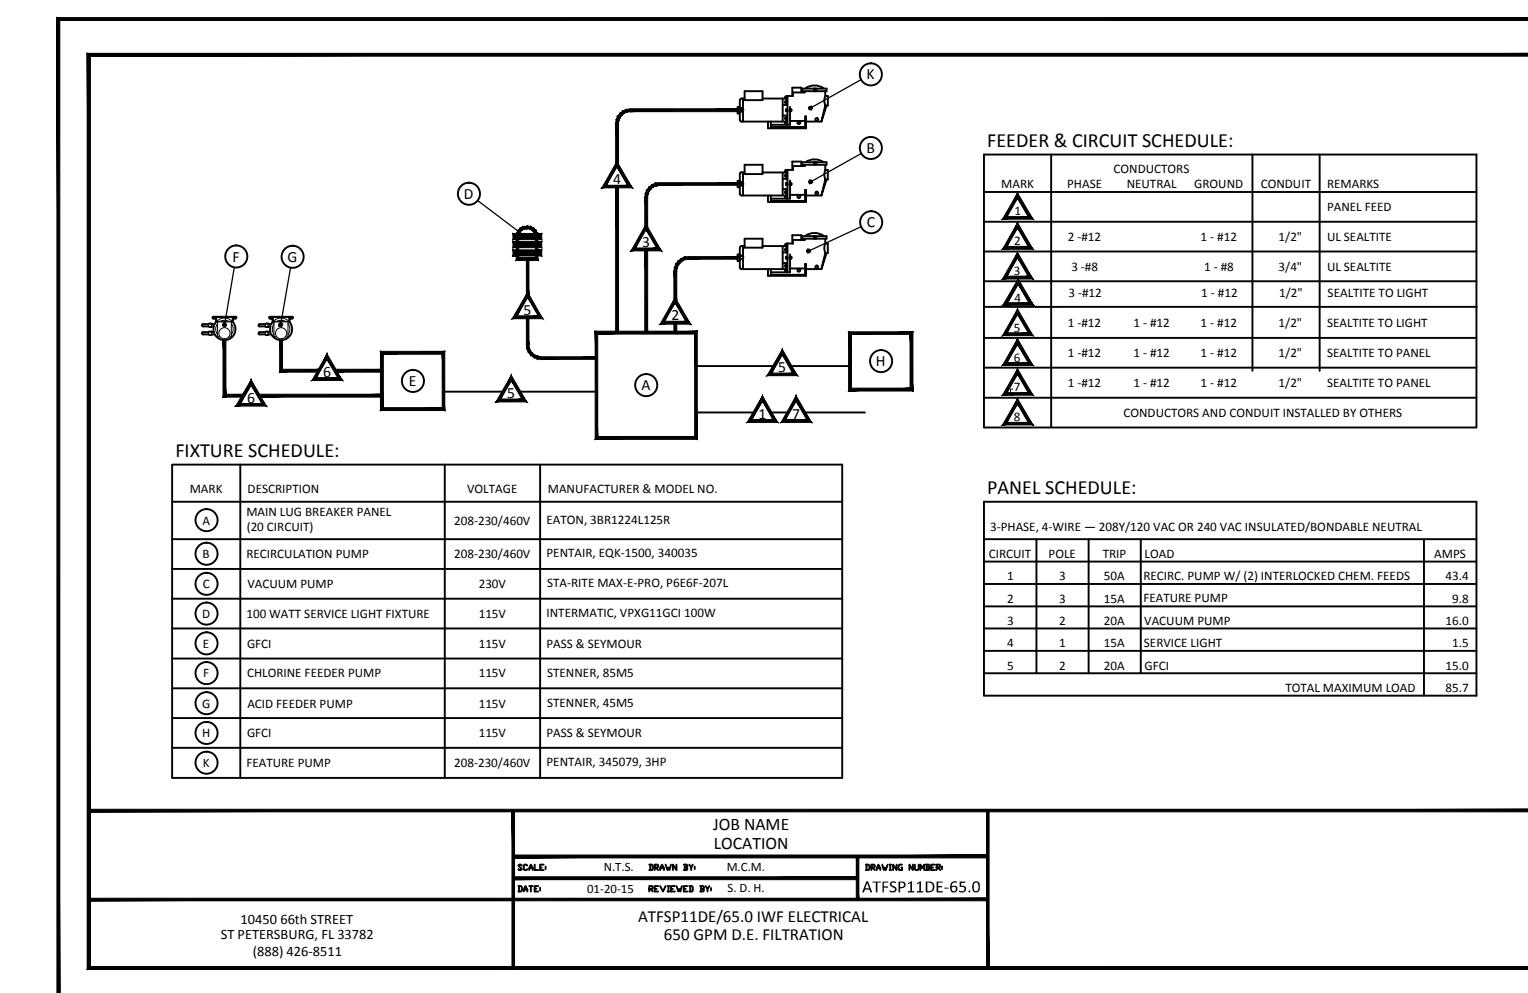 K
B
C
D
F
G
4
3
2
5
6
6
5
5
1 7
E
A
H
FEEDER & CIRCUIT SCHEDULE:
CONDUCTORS
MARK PHASE NEUTRAL GROUND CONDUIT REMARKS
1 PANEL FEED
2 2 -#12 1 - #12 1/2" UL SEALTITE
3 3 -#8 1 - #8 3/4" UL SEALTITE
4 3 -#12 1 - #12 1/2" SEALTITE TO LIGHT
5 1 -#12 1 - #12 1 - #12 1/2" SEALTITE TO LIGHT
6 1 -#12 1 - #12 1 - #12 1/2" SEALTITE TO PANEL
7 1 -#12 1 - #12 1 - #12 1/2" SEALTITE TO PANEL
8 CONDUCTORS AND CONDUIT INSTALLED BY OTHERS
FIXTURE SCHEDULE:
MARK DESCRIPTION VOLTAGE MANUFACTURER & MODEL NO.
A MAIN LUG BREAKER PANEL
(20 CIRCUIT) 208-230/460V EATON, 3BR1224L125R
B RECIRCULATION PUMP 208-230/460V PENTAIR, EQK-1500, 340035
C VACUUM PUMP 230V STA-RITE MAX-E-PRO, P6E6F-207L
D 100 WATT SERVICE LIGHT FIXTURE 115V INTERMATIC, VPXG11GCI 100W
E GFCI 115V PASS & SEYMOUR
F CHLORINE FEEDER PUMP 115V STENNER, 85M5
G ACID FEEDER PUMP 115V STENNER, 45M5
H GFCI 115V PASS & SEYMOUR
K FEATURE PUMP 208-230/460V PENTAIR, 345079, 3HP
PANEL SCHEDULE:
3-PHASE, 4-WIRE — 208Y/120 VAC OR 240 VAC INSULATED/BONDABLE NEUTRAL
CIRCUIT POLE TRIP LOAD AMPS
1 3 50A RECIRC. PUMP W/ (2) INTERLOCKED CHEM. FEEDS 43.4
2 3 15A FEATURE PUMP 9.8
3 2 20A VACUUM PUMP 16.0
4 1 15A SERVICE LIGHT 1.5
5 2 20A GFCI 15.0
TOTAL MAXIMUM LOAD 85.7
JOB NAME
LOCATION
SCALE: N.T.S. DRAWN BY: M.C.M. DRAWING NUMBER:
DATE: 01-20-15 REVIEWED BY: S. D. H. ATFSP11DE-65.0
10450 66th STREET
ST PETERSBURG, FL 33782
(888) 426-8511
ATFSP11DE/65.0 IWF ELECTRICAL
650 GPM D.E. FILTRATION